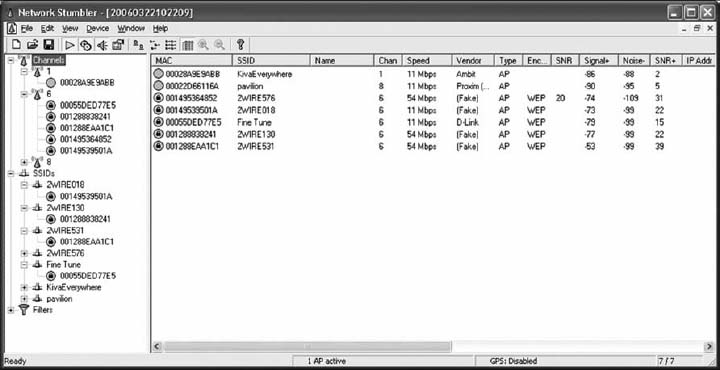 Network Stumbler - [20060322102209]
File Edit View Device Window Help
MAC SSID Name Chan Speed Vendor Type Enc... SNR Signal+ Noise- SNR+ IP Addr
00028A9E9ABB KivaEverywhere 1 11 Mbps Ambit AP -86 -88 2
00022D66116A pavilion 8 11 Mbps Proxim (... AP -90 -95 5
001495364852 2WIRE576 6 54 Mbps (Fake) AP WEP 20 -74 -109 31
00149539501A 2WIRE018 6 11 Mbps (Fake) AP WEP -73 -99 22
00055DED77E5 Fine Tune 6 11 Mbps D-Link AP WEP -79 -99 15
001288838241 2WIRE130 6 54 Mbps (Fake) AP WEP -77 -99 22
001288EAA1C1 2WIRE531 6 54 Mbps (Fake) AP WEP -53 -99 39
Channels
1
00028A9E9ABB
6
00055DED77E5
001288838241
001288EAA1C1
001495364852
00149539501A
8
SSIDs
2WIRE018
00149539501A
2WIRE130
001288838241
2WIRE531
001288EAA1C1
2WIRE576
Fine Tune
00055DED77E5
KivaEverywhere
pavilion
Filters
Ready 1 AP active GPS: Disabled 7 / 7